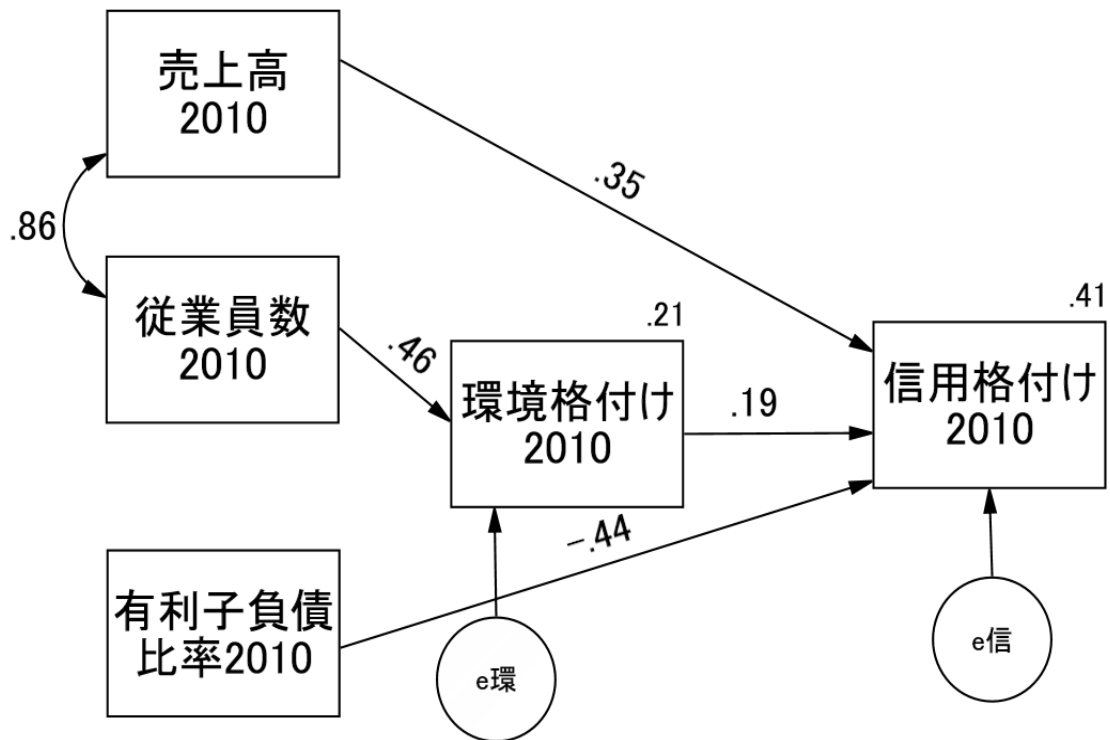 売上高
2010
.35
.86
従業員数
2010
.46
.21
環境格付け
2010
.19
.41
信用格付け
2010
-.44
有利子負債
比率2010
e環
e信